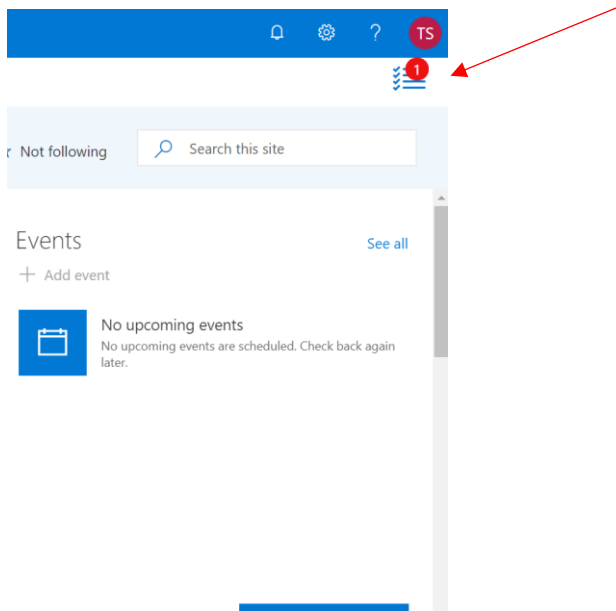 ? TS
1
Not following Search this site
Events See all
+ Add event
No upcoming events
No upcoming events are scheduled. Check back again
later.